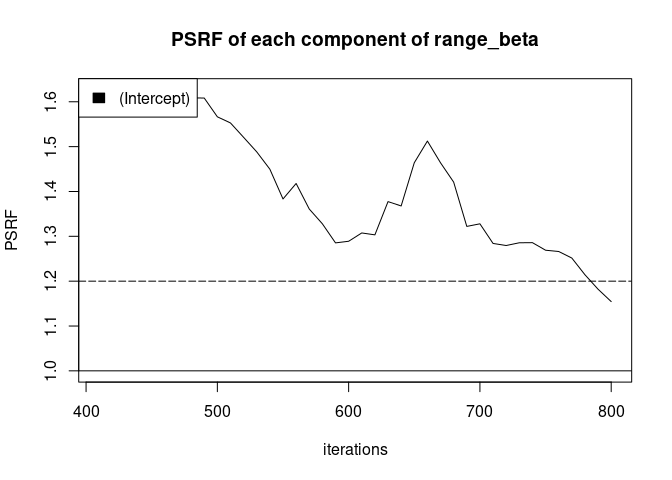 PSRF of each component of range_beta
(Intercept)
PSRF
1.6
1.5
1.4
1.3
1.2
1.1
1.0
400 500 600 700 800
iterations